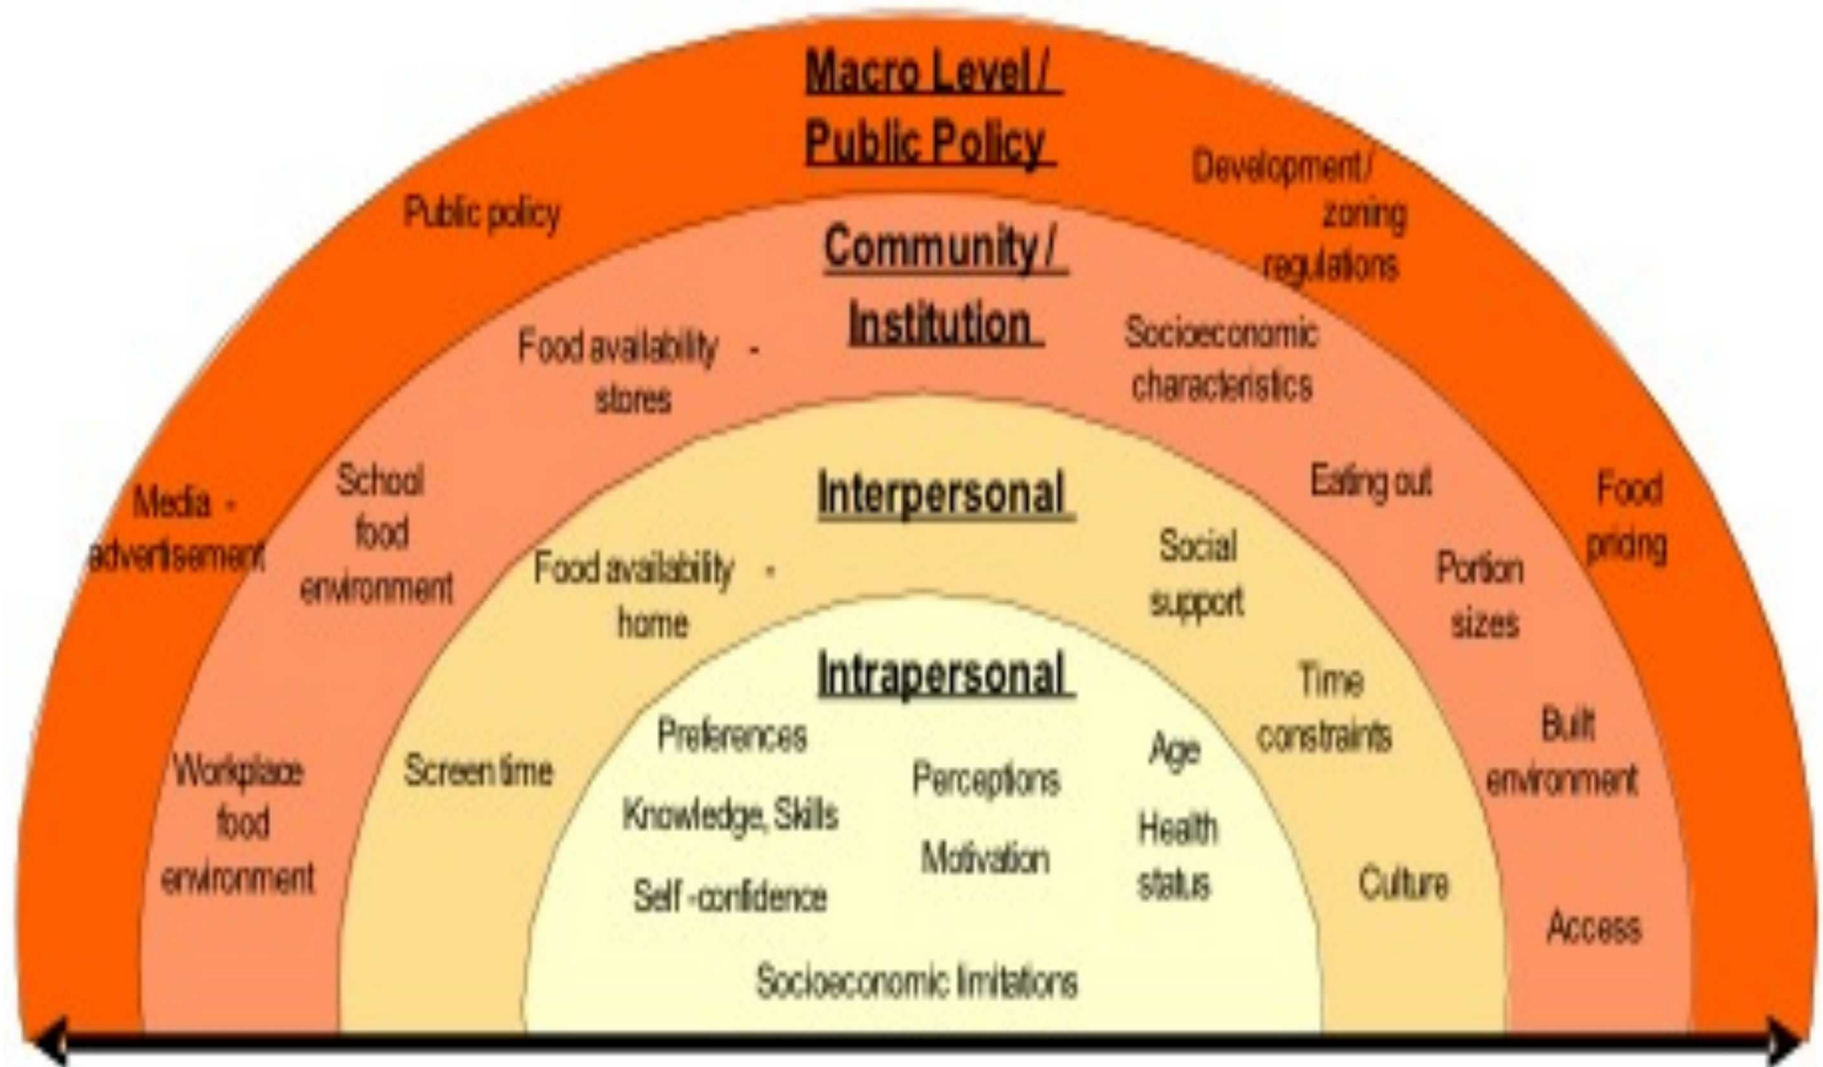 Macro Level /
Public Policy
Public policy
Development /
zoning
regulations
Media -
advertisement
Food
pricing
Community /
Institution
Food availability -
stores
Socioeconomic
characteristics
School
food
environment
Eating out
Portion
sizes
Workplace
food
environment
Built
environment
Access
Interpersonal
Food availability -
home
Social
support
Screen time
Time
constraints
Culture
Intrapersonal
Preferences
Perceptions
Age
Knowledge, Skills
Motivation
Health
status
Self -confidence
Socioeconomic limitations